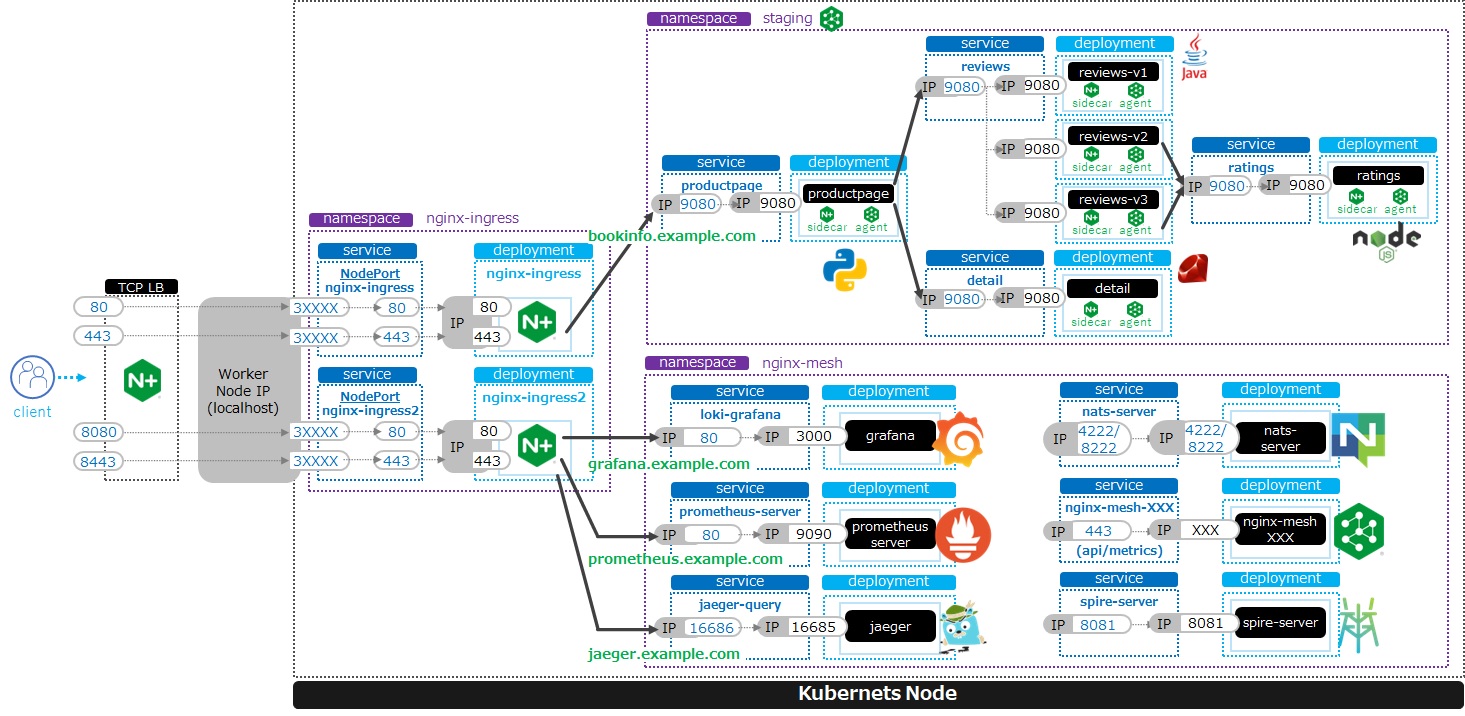 namespace
staging
service
reviews
IP 9080
IP 9080
deployment
reviews-v1
N+
sidecar agent
Java
IP 9080
reviews-v2
N+
sidecar agent
IP 9080
reviews-v3
N+
sidecar agent
service
ratings
IP 9080
IP 9080
deployment
ratings
N+
sidecar agent
node
JS
service
productpage
IP 9080
IP 9080
deployment
productpage
N+
sidecar agent
bookinfo.example.com
service
detail
IP 9080
IP 9080
deployment
detail
N+
sidecar agent
namespace
nginx-ingress
service
NodePort
nginx-ingress
3XXXX
80
3XXXX
443
deployment
nginx-ingress
IP
80
443
N+
service
NodePort
nginx-ingress2
3XXXX
80
3XXXX
443
deployment
nginx-ingress2
IP
80
443
N+
TCP LB
80
443
N+
8080
8443
client
Worker
Node IP
(localhost)
namespace
nginx-mesh
service
loki-grafana
IP 80
IP 3000
deployment
grafana
grafana.example.com
service
prometheus-server
IP 80
IP 9090
deployment
prometheus
server
prometheus.example.com
service
jaeger-query
IP 16686
IP 16685
deployment
jaeger
jaeger.example.com
service
nats-server
IP
4222/
8222
IP
4222/
8222
deployment
nats-
server
N
service
nginx-mesh-XXX
IP 443
(api/metrics)
IP XXX
deployment
nginx-mesh
XXX
service
spire-server
IP 8081
IP 8081
deployment
spire-server
Kubernets Node